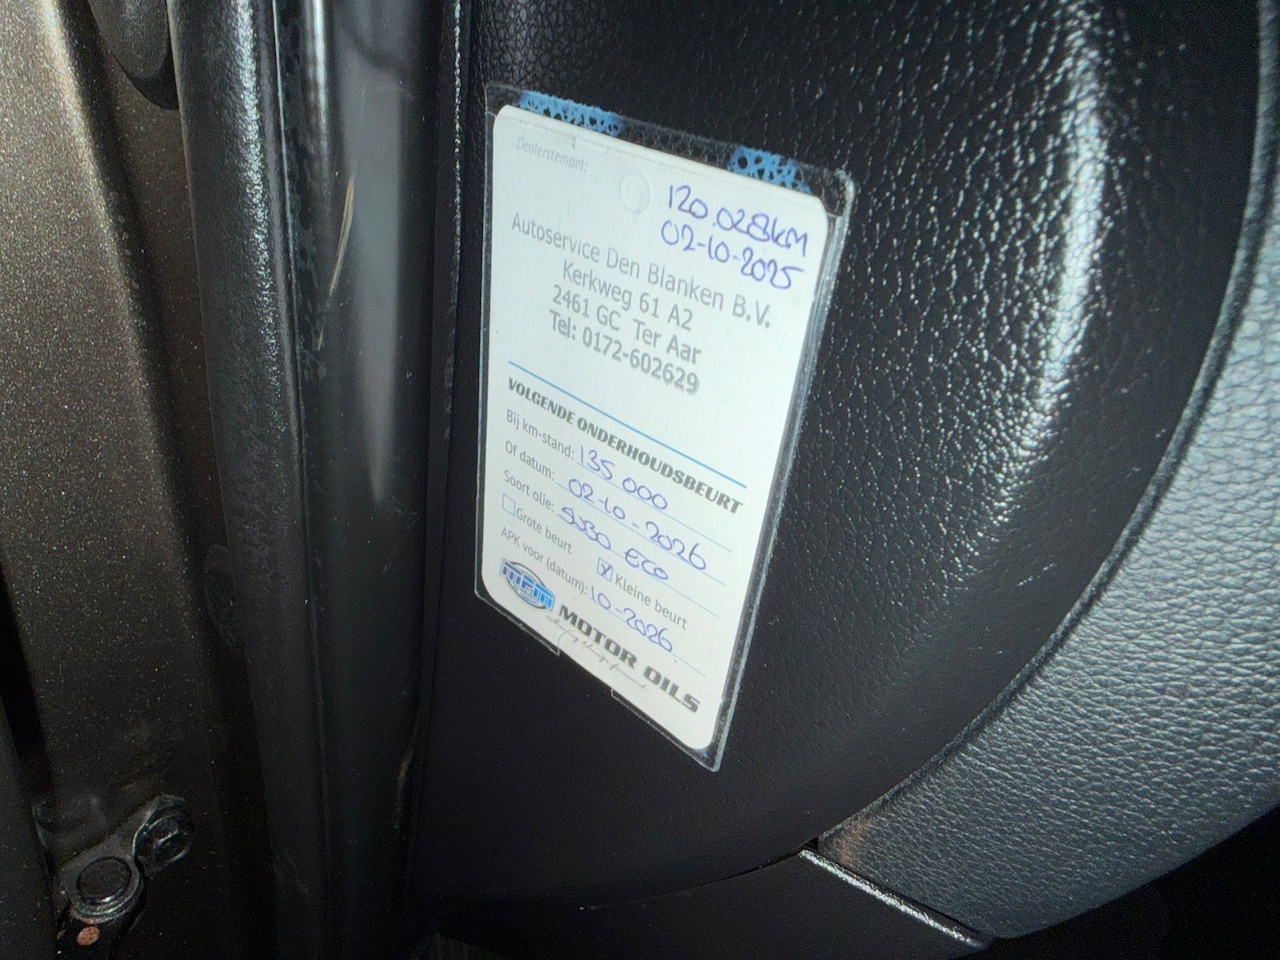 Dealerstempel:
120.028km
02-10-2025
Autoservice Den Blanken B.V.
Kerkweg 61 A2
2461 GC Ter Aar
Tel: 0172-602629
VOLGENDE ONDERHOUDSBEURT
Bij km-stand: 135 000
Of datum: 02-10-2026
Soort olie: 5W30 ECO
Grote beurt
Kleine beurt
APK voor (datum): 10-2026
MOTOR OILS